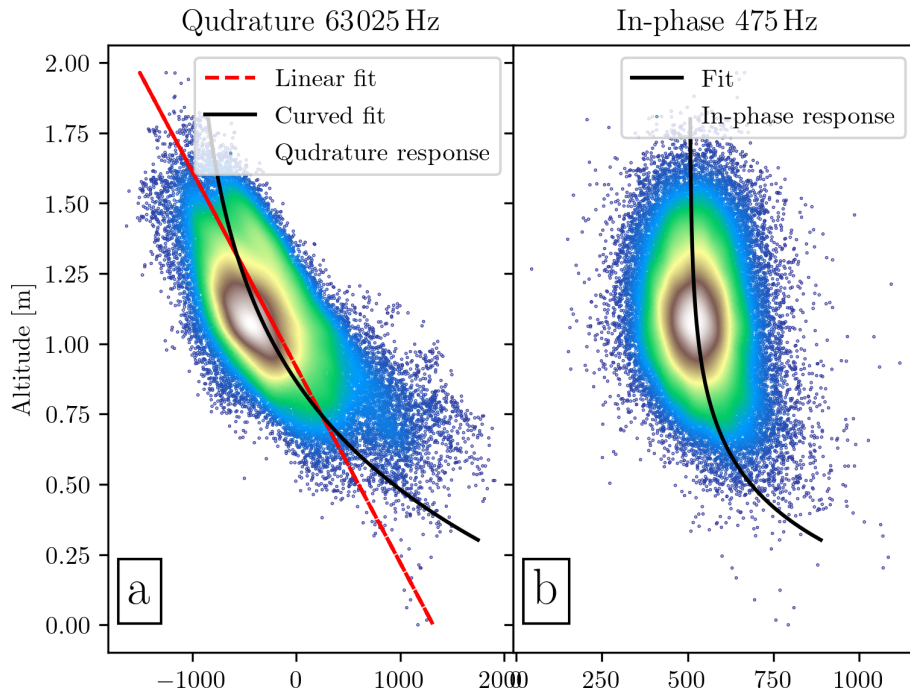 Qudrature 63025 Hz
In-phase 475 Hz
Linear fit
Curved fit
Qudrature response
Fit
In-phase response
Altitude [m]
2.00
1.75
1.50
1.25
1.00
0.75
0.50
0.25
0.00
a
b
−1000 0 1000 2000
0 250 500 750 1000